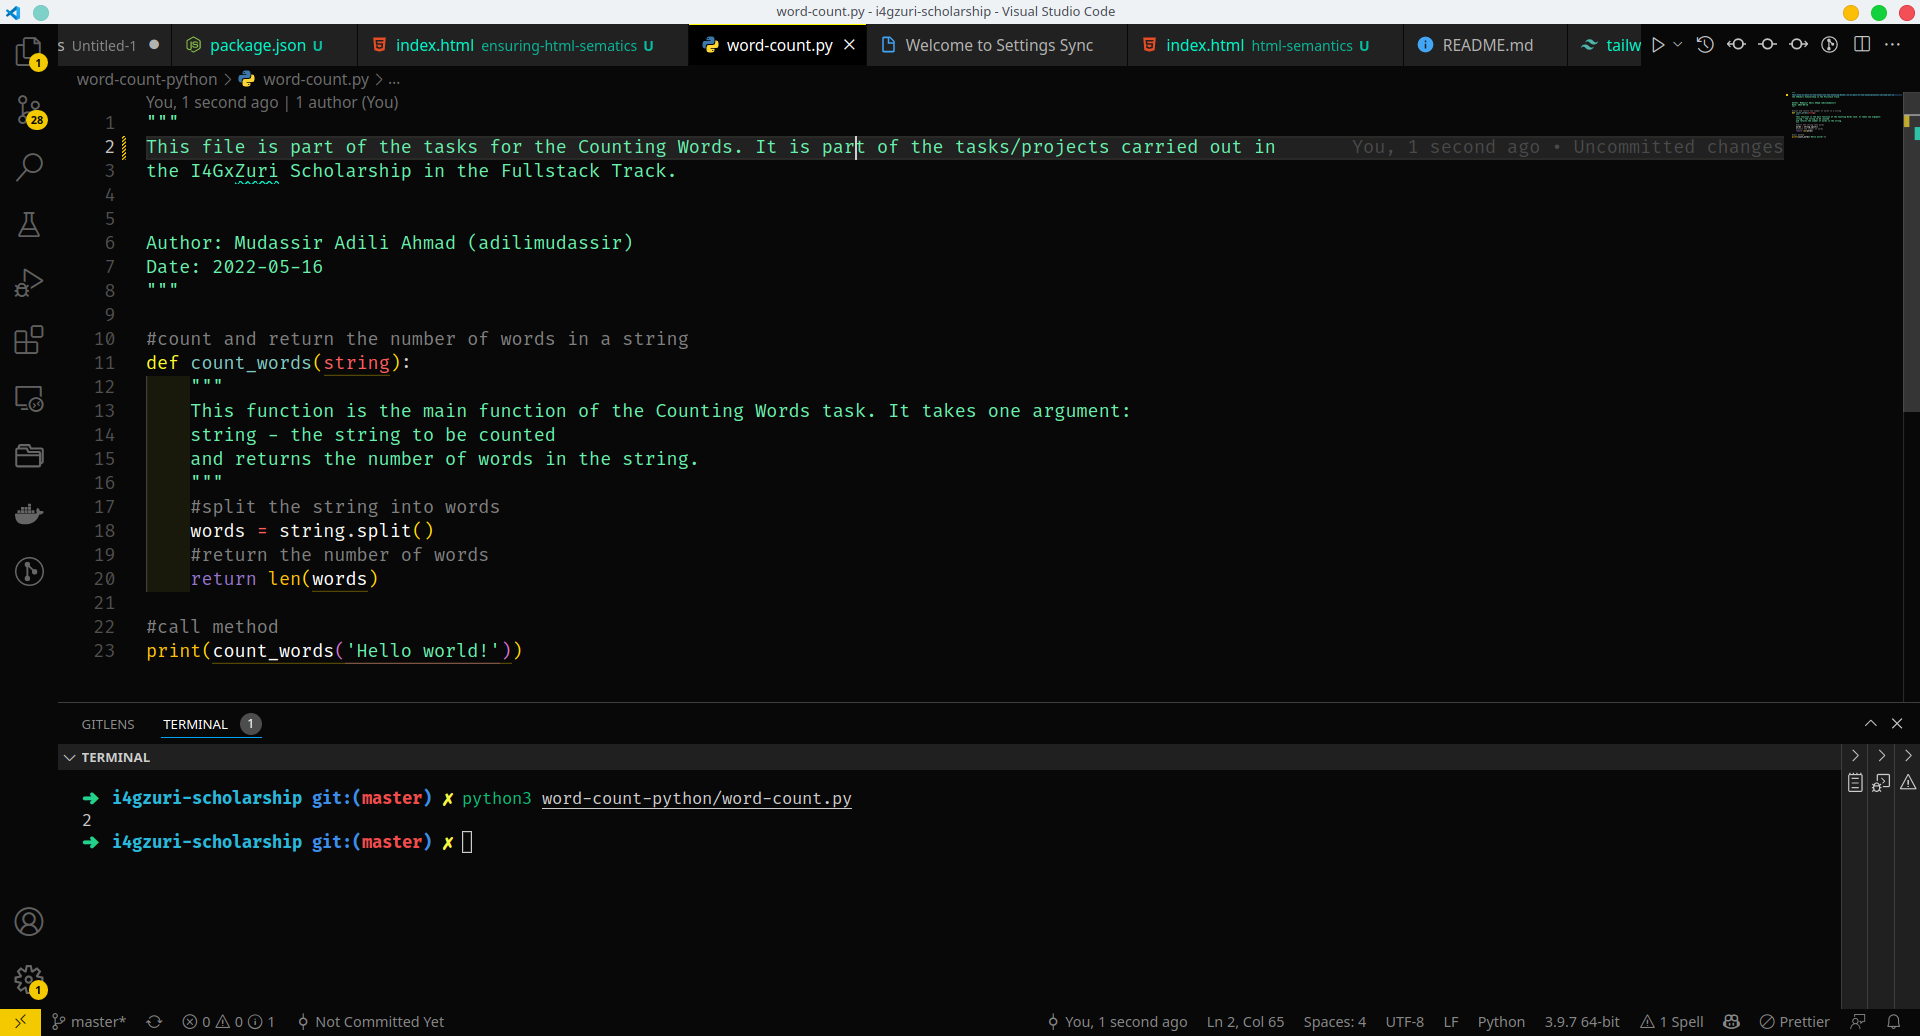 word-count.py - i4gzuri-scholarship - Visual Studio Code
s Untitled-1 package.json U index.html ensuring-html-sematics U word-count.py Welcome to Settings Sync index.html html-semantics U README.md tailw
word-count-python > word-count.py > ...
You, 1 second ago | 1 author (You)
1 """
2 This file is part of the tasks for the Counting Words. It is part of the tasks/projects carried out in You, 1 second ago • Uncommitted changes
3 the I4GxZuri Scholarship in the Fullstack Track.
4
5
6 Author: Mudassir Adili Ahmad (adilimudassir)
7 Date: 2022-05-16
8 """
9
10 #count and return the number of words in a string
11 def count_words(string):
12 """
13 This function is the main function of the Counting Words task. It takes one argument:
14 string - the string to be counted
15 and returns the number of words in the string.
16 """
17 #split the string into words
18 words = string.split()
19 #return the number of words
20 return len(words)
21
22 #call method
23 print(count_words('Hello world!'))
1
28
1
GITLENS TERMINAL 1
TERMINAL
➜ i4gzuri-scholarship git:(master) ✗ python3 word-count-python/word-count.py
2
➜ i4gzuri-scholarship git:(master) ✗
master* 0 0 1 Not Committed Yet You, 1 second ago Ln 2, Col 65 Spaces: 4 UTF-8 LF Python 3.9.7 64-bit 1 Spell Prettier